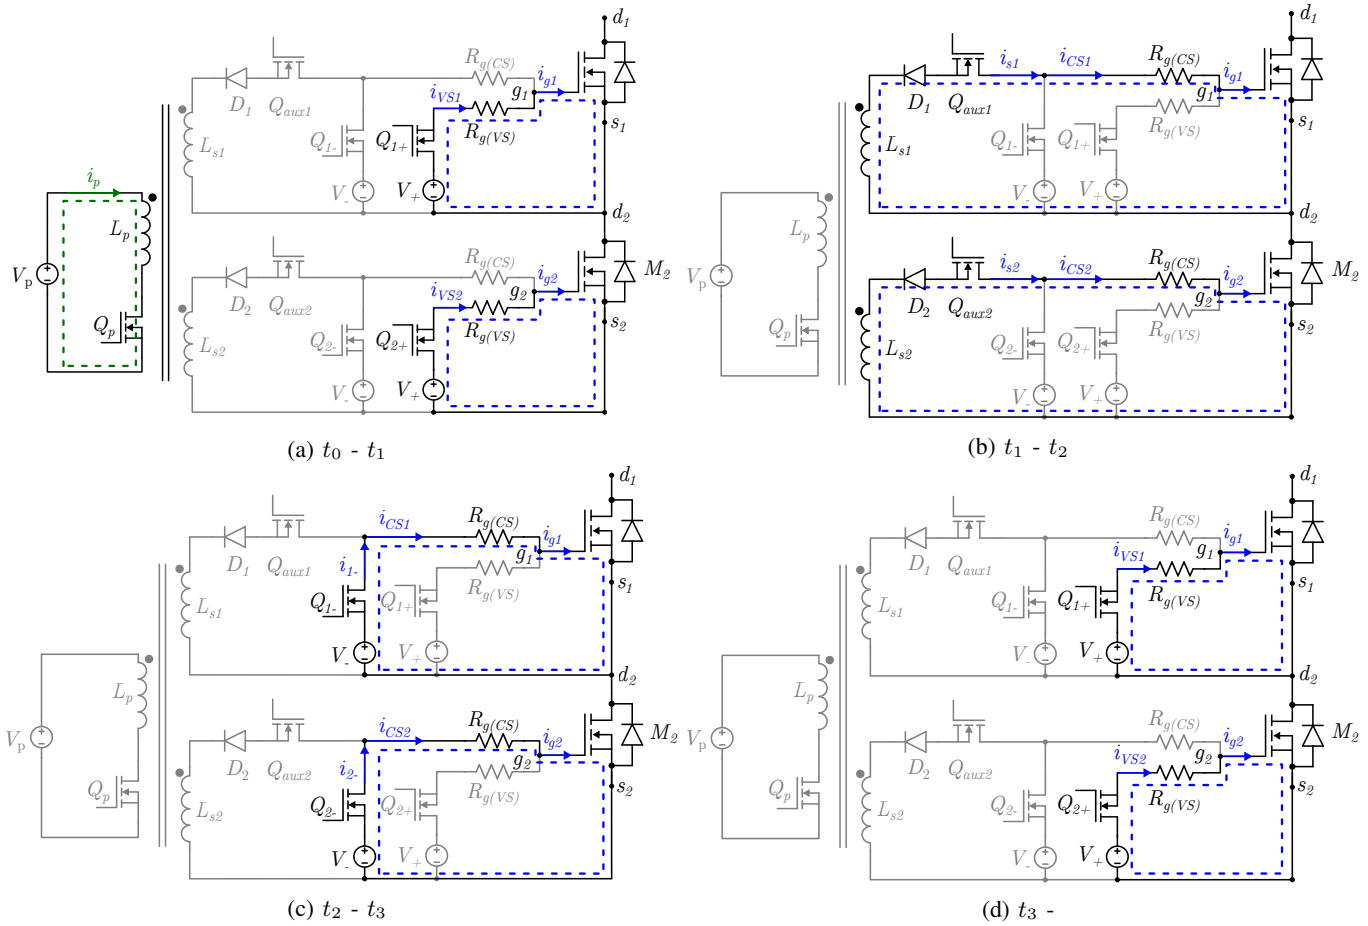 d1
d1
Rg(CS)
iVS1
ig1
g1
D1
Qaux1
Q1-
Q1+
Rg(VS)
s1
Ls1
V-
V+
ip
Lp
Vp
Qp
d2
Rg(CS)
iVS2
ig2
g2
M2
D2
Qaux2
Q2-
Q2+
Rg(VS)
s2
Ls2
V-
V+
(a) t0 - t1
is1
iCS1
Rg(CS)
ig1
g1
D1
Qaux1
Q1-
Q1+
Rg(VS)
s1
Ls1
V-
V+
Lp
Vp
Qp
d2
is2
iCS2
Rg(CS)
ig2
g2
M2
D2
Qaux2
Q2-
Q2+
Rg(VS)
s2
Ls2
V-
V+
(b) t1 - t2
d1
iCS1
Rg(CS)
ig1
g1
D1
Qaux1
i1-
Q1-
Q1+
Rg(VS)
s1
Ls1
V-
V+
Lp
Vp
Qp
d2
iCS2
Rg(CS)
ig2
g2
M2
D2
Qaux2
i2-
Q2-
Q2+
Rg(VS)
s2
Ls2
V-
V+
(c) t2 - t3
d1
Rg(CS)
iVS1
ig1
g1
D1
Qaux1
Q1-
Q1+
Rg(VS)
s1
Ls1
V-
V+
Lp
Vp
Qp
d2
Rg(CS)
iVS2
ig2
g2
M2
D2
Qaux2
Q2-
Q2+
Rg(VS)
s2
Ls2
V-
V+
(d) t3 -